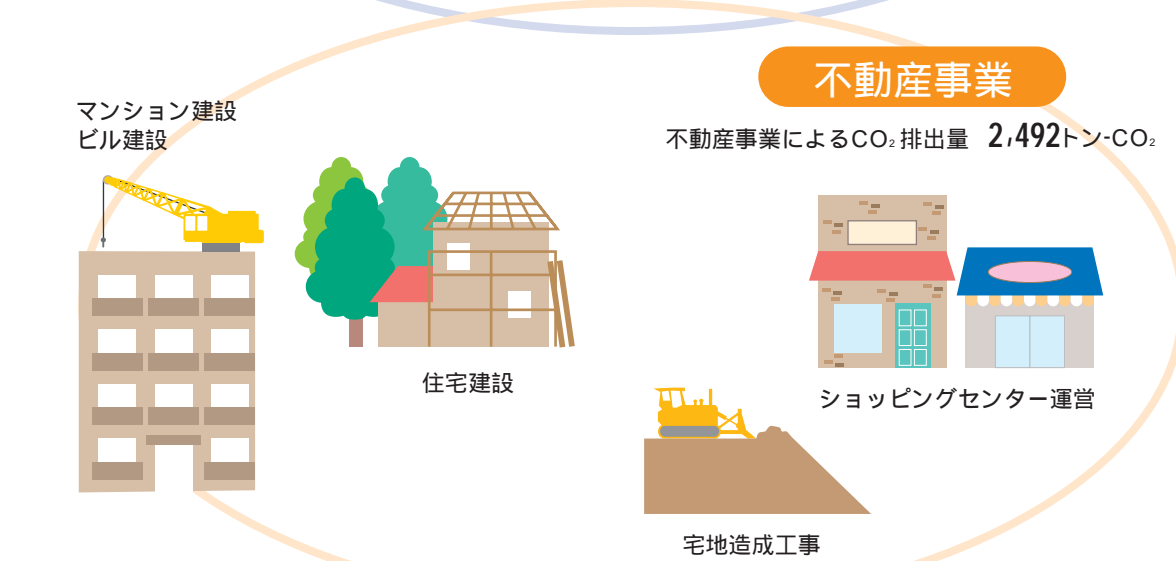 不動産事業
不動産事業によるCO₂排出量 2,492トン-CO₂
マンション建設
ビル建設
住宅建設
ショッピングセンター運営
宅地造成工事